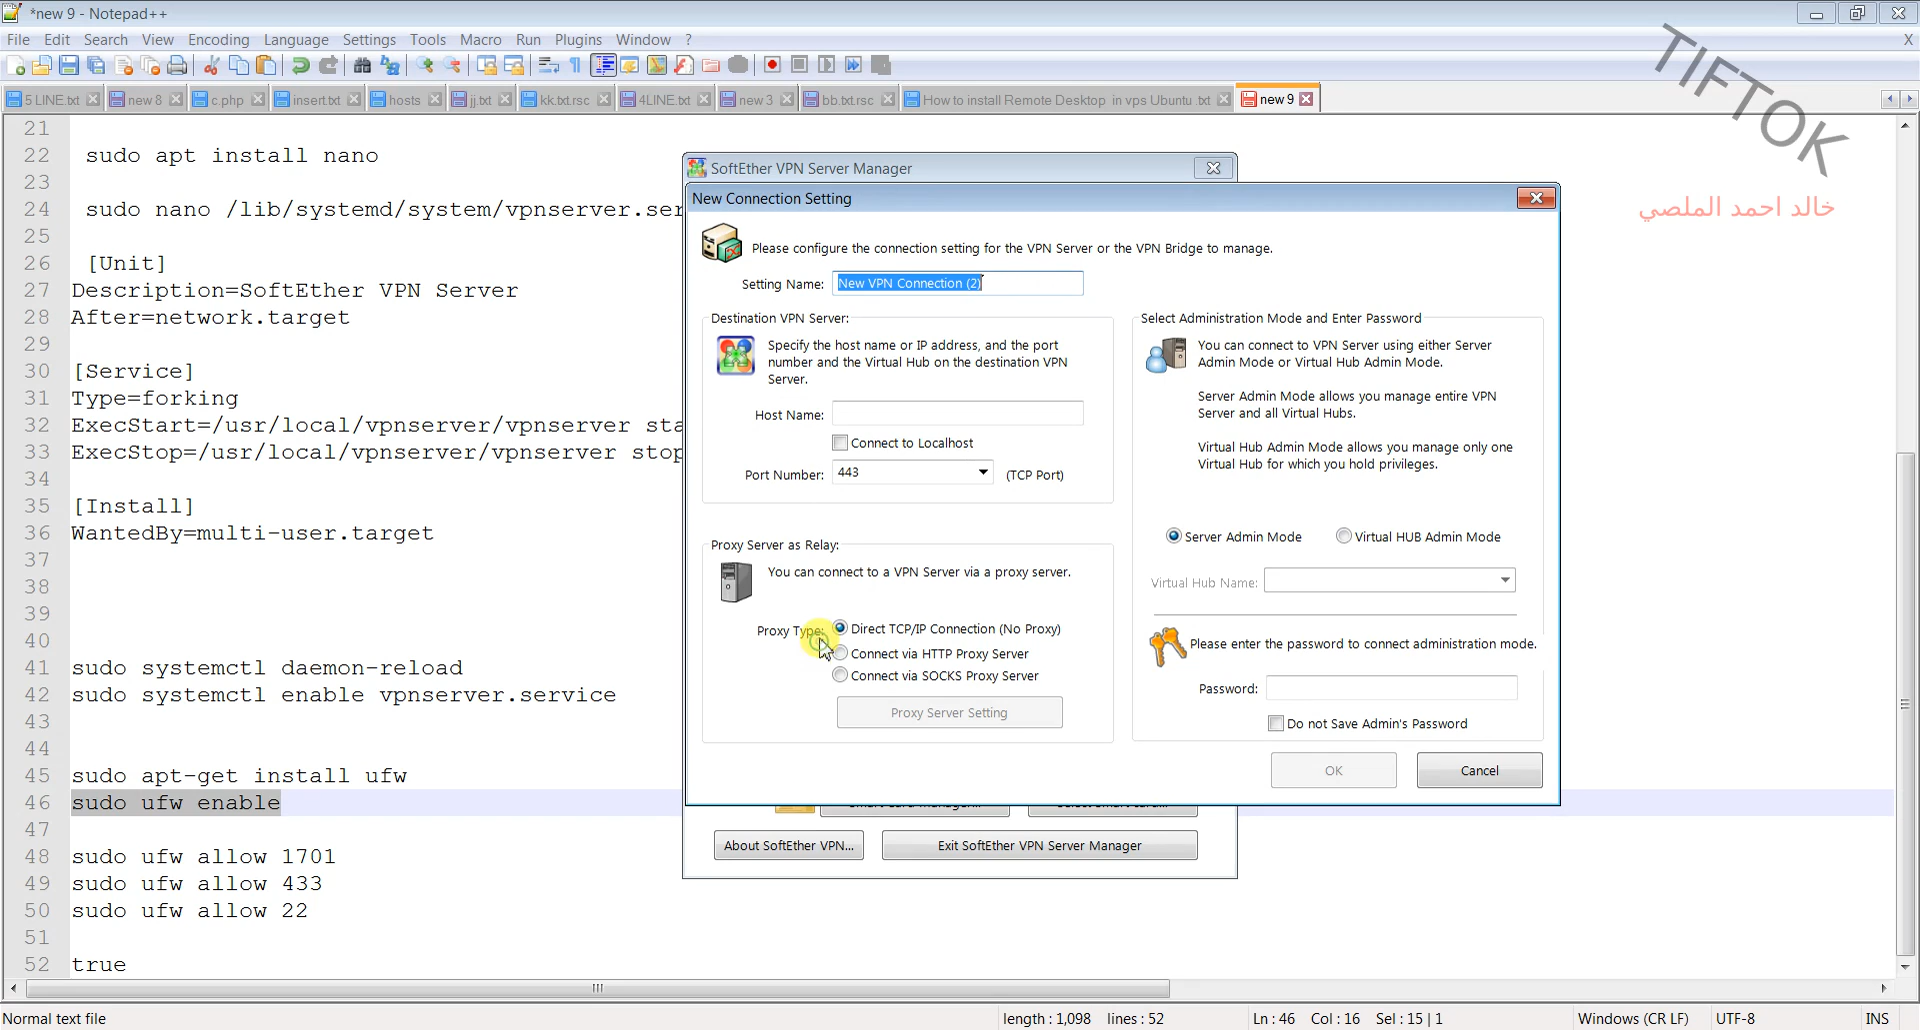 *new 9 - Notepad++
File Edit Search View Encoding Language Settings Tools Macro Run Plugins Window ? X
5 LINE.txt new 8 c.php insert.txt hosts jj.txt kk.txt.rsc 4LINE.txt new 3 bb.txt.rsc How to install Remote Desktop in vps Ubuntu .txt new 9
TIFTOK
خالد احمد الملصي
21
22 sudo apt install nano
23
24 sudo nano /lib/systemd/system/vpnserver.ser
25
26 [Unit]
27 Description=SoftEther VPN Server
28 After=network.target
29
30 [Service]
31 Type=forking
32 ExecStart=/usr/local/vpnserver/vpnserver sta
33 ExecStop=/usr/local/vpnserver/vpnserver stop
34
35 [Install]
36 WantedBy=multi-user.target
37
38
39
40
41 sudo systemctl daemon-reload
42 sudo systemctl enable vpnserver.service
43
44
45 sudo apt-get install ufw
46 sudo ufw enable
47
48 sudo ufw allow 1701
49 sudo ufw allow 433
50 sudo ufw allow 22
51
52 true
SoftEther VPN Server Manager
New Connection Setting
Please configure the connection setting for the VPN Server or the VPN Bridge to manage.
Setting Name: New VPN Connection (2)
Destination VPN Server:
Specify the host name or IP address, and the port
number and the Virtual Hub on the destination VPN
Server.
Host Name:
Connect to Localhost
Port Number: 443 (TCP Port)
Proxy Server as Relay:
You can connect to a VPN Server via a proxy server.
Proxy Type: Direct TCP/IP Connection (No Proxy)
Connect via HTTP Proxy Server
Connect via SOCKS Proxy Server
Proxy Server Setting
Select Administration Mode and Enter Password
You can connect to VPN Server using either Server
Admin Mode or Virtual Hub Admin Mode.
Server Admin Mode allows you manage entire VPN
Server and all Virtual Hubs.
Virtual Hub Admin Mode allows you manage only one
Virtual Hub for which you hold privileges.
Server Admin Mode Virtual HUB Admin Mode
Virtual Hub Name:
Please enter the password to connect administration mode.
Password:
Do not Save Admin's Password
OK Cancel
About SoftEther VPN... Exit SoftEther VPN Server Manager
Normal text file length : 1,098 lines : 52 Ln : 46 Col : 16 Sel : 15 | 1 Windows (CR LF) UTF-8 INS